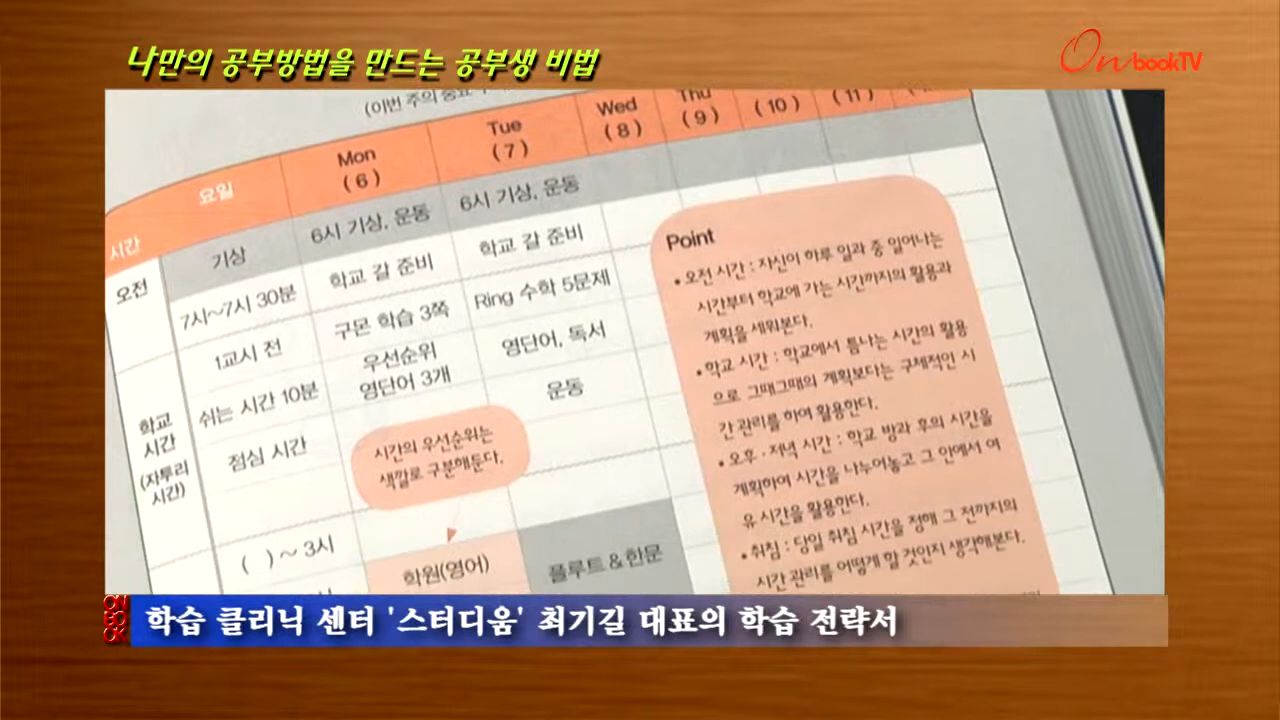 나만의 공부방법을 만드는 공부생 비법
On bookTV
(이번 주의 중요
요일
Mon
(6)
Tue
(7)
Wed
(8)
Thu
(9)
(10)
(11)
시간
기상
6시 기상, 운동
6시 기상, 운동
오전
7시~7시 30분
학교 갈 준비
학교 갈 준비
1교시 전
구몬 학습 3쪽
Ring 수학 5문제
학교
시간
(자투리
시간)
쉬는 시간 10분
우선순위
영단어 3개
영단어, 독서
점심 시간
운동
시간의 우선순위는
색깔로 구분해둔다.
( )~3시
학원(영어)
플루트&한문
Point
•오전 시간 : 자신이 하루 일과 중 일어나는
시간부터 학교에 가는 시간까지의 활용과
계획을 세워본다.
•학교 시간 : 학교에서 틈나는 시간의 활용
으로 그때그때의 계획보다는 구체적인 시
간 관리를 하여 활용한다.
•오후·저녁 시간 : 학교 방과 후의 시간을
계획하여 시간을 나누어놓고 그 안에서 여
유 시간을 활용한다.
•취침 : 당일 취침 시간을 정해 그 전까지의
시간 관리를 어떻게 할 것인지 생각해본다.
ON
BOOK
학습 클리닉 센터 '스터디움' 최기길 대표의 학습 전략서